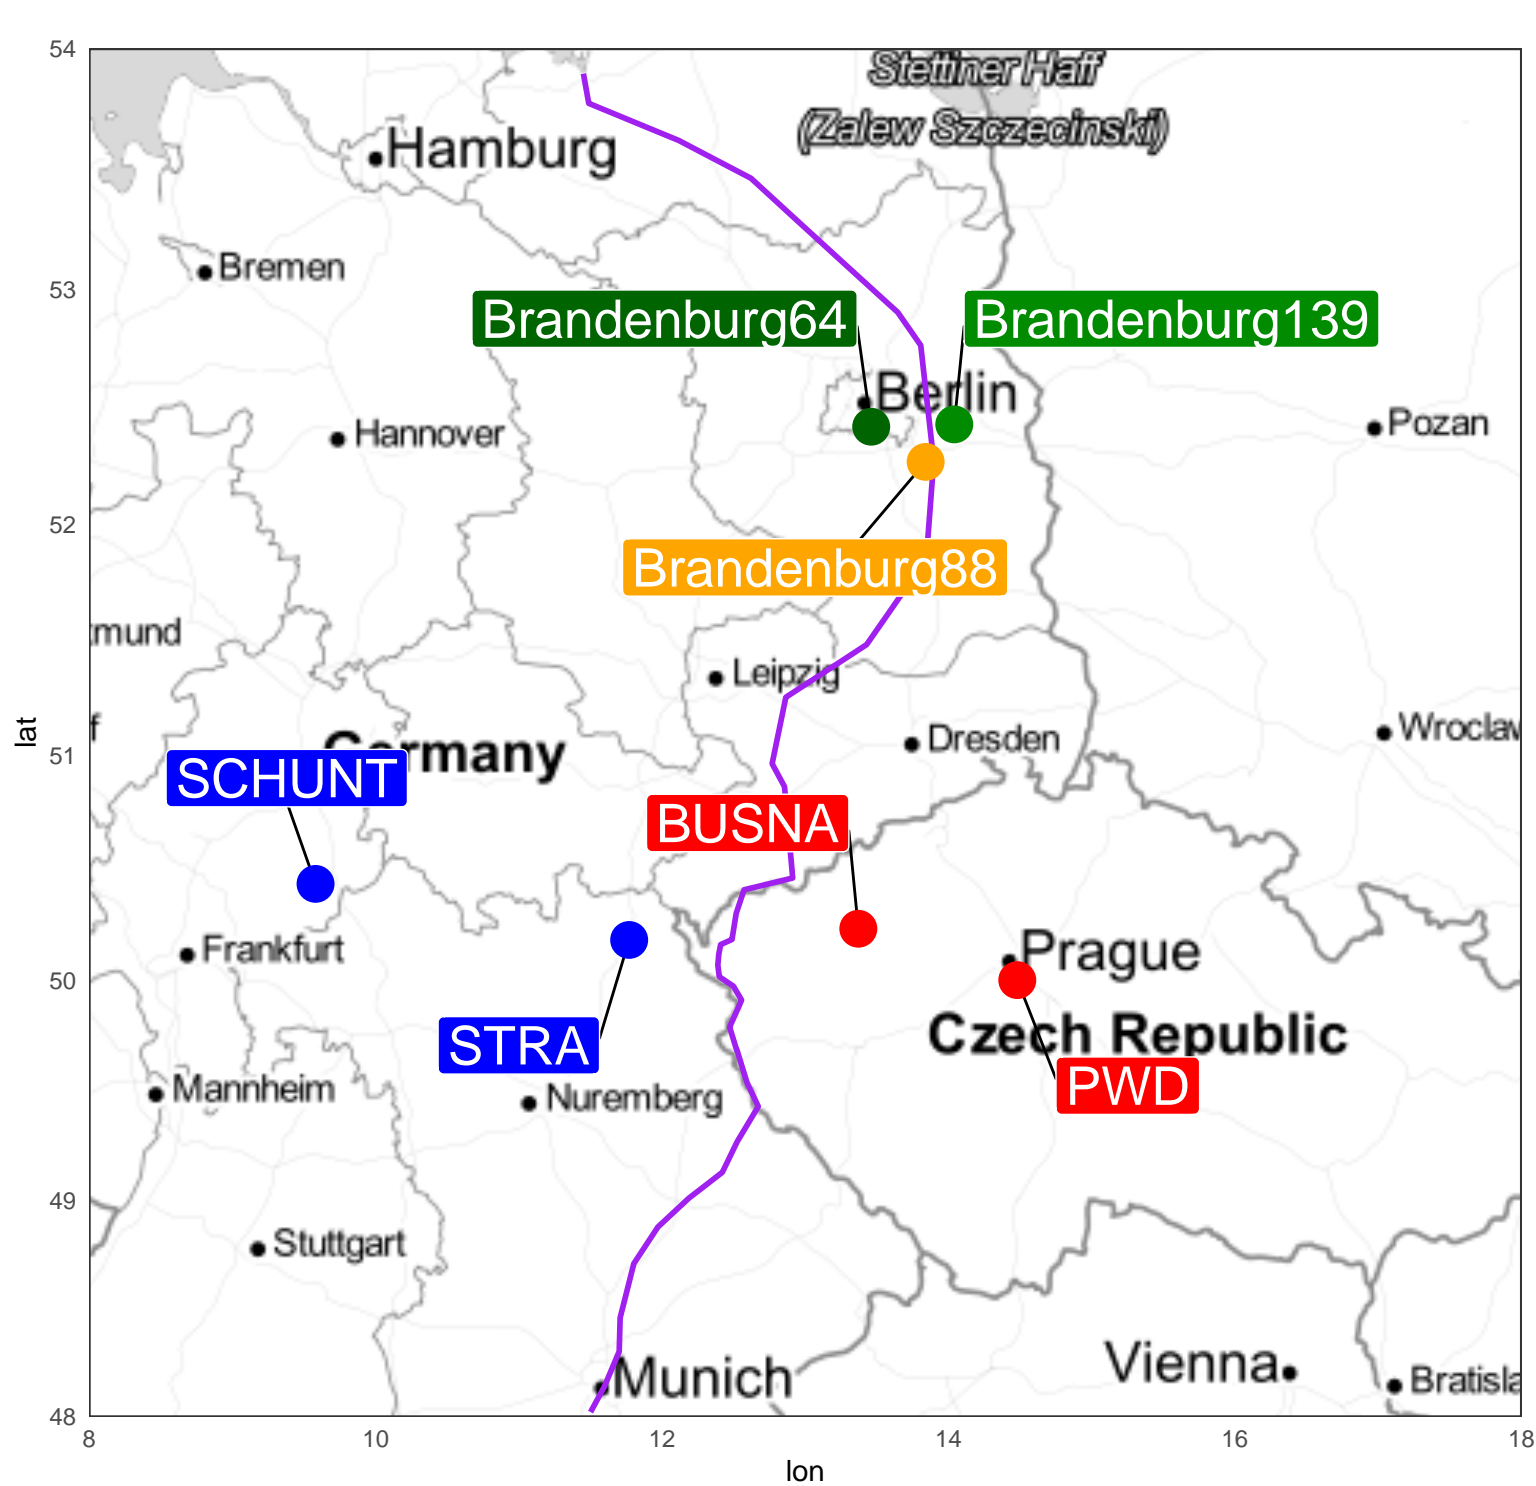 54
Stettiner Haff
(Zalew Szczecinski)
Hamburg
Bremen
53
Brandenburg64
Brandenburg139
Berlin
Hannover
Pozan
52
Brandenburg88
tmund
Leipzig
f
Wroclaw
Dresden
lat
51
Germany
SCHUNT
BUSNA
Frankfurt
Prague
50
Czech Republic
STRA
PWD
Mannheim
Nuremberg
49
Stuttgart
Munich
Vienna
Bratisla
48
8 10 12 14 16 18
lon